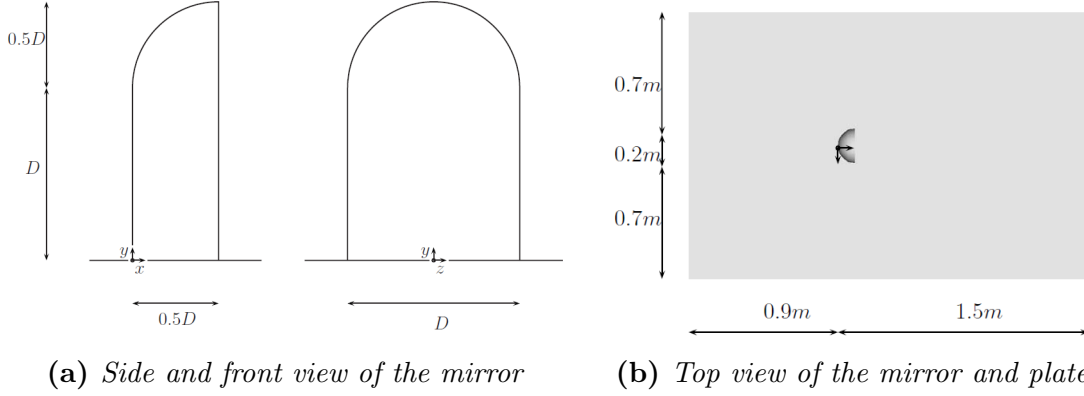 0.5D
D
y
x
0.5D
y
z
D
0.7m
0.2m
0.7m
0.9m
1.5m
(a) Side and front view of the mirror
(b) Top view of the mirror and plate